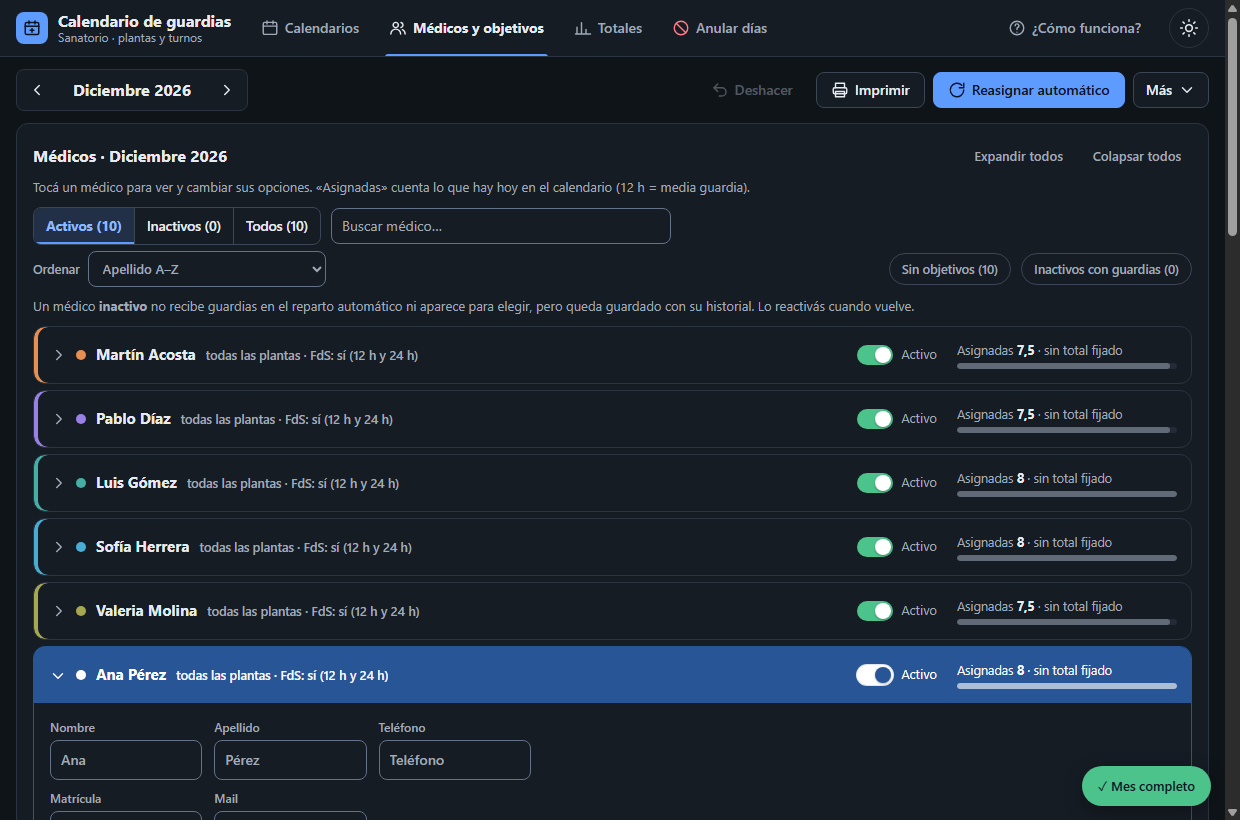 Calendario de guardias
Sanatorio · plantas y turnos
Calendarios
Médicos y objetivos
Totales
Anular días
¿Cómo funciona?
Diciembre 2026
Deshacer
Imprimir
Reasignar automático
Más
Médicos · Diciembre 2026
Expandir todos
Colapsar todos
Tocá un médico para ver y cambiar sus opciones. «Asignadas» cuenta lo que hay hoy en el calendario (12 h = media guardia).
Activos (10)
Inactivos (0)
Todos (10)
Buscar médico...
Ordenar
Apellido A–Z
Sin objetivos (10)
Inactivos con guardias (0)
Un médico inactivo no recibe guardias en el reparto automático ni aparece para elegir, pero queda guardado con su historial. Lo reactivás cuando vuelve.
Martín Acosta todas las plantas · FdS: sí (12 h y 24 h)
Activo
Asignadas 7,5 · sin total fijado
Pablo Díaz todas las plantas · FdS: sí (12 h y 24 h)
Activo
Asignadas 7,5 · sin total fijado
Luis Gómez todas las plantas · FdS: sí (12 h y 24 h)
Activo
Asignadas 8 · sin total fijado
Sofía Herrera todas las plantas · FdS: sí (12 h y 24 h)
Activo
Asignadas 8 · sin total fijado
Valeria Molina todas las plantas · FdS: sí (12 h y 24 h)
Activo
Asignadas 7,5 · sin total fijado
Ana Pérez todas las plantas · FdS: sí (12 h y 24 h)
Activo
Asignadas 8 · sin total fijado
Nombre
Apellido
Teléfono
Ana
Pérez
Teléfono
Matrícula
Mail
✓ Mes completo